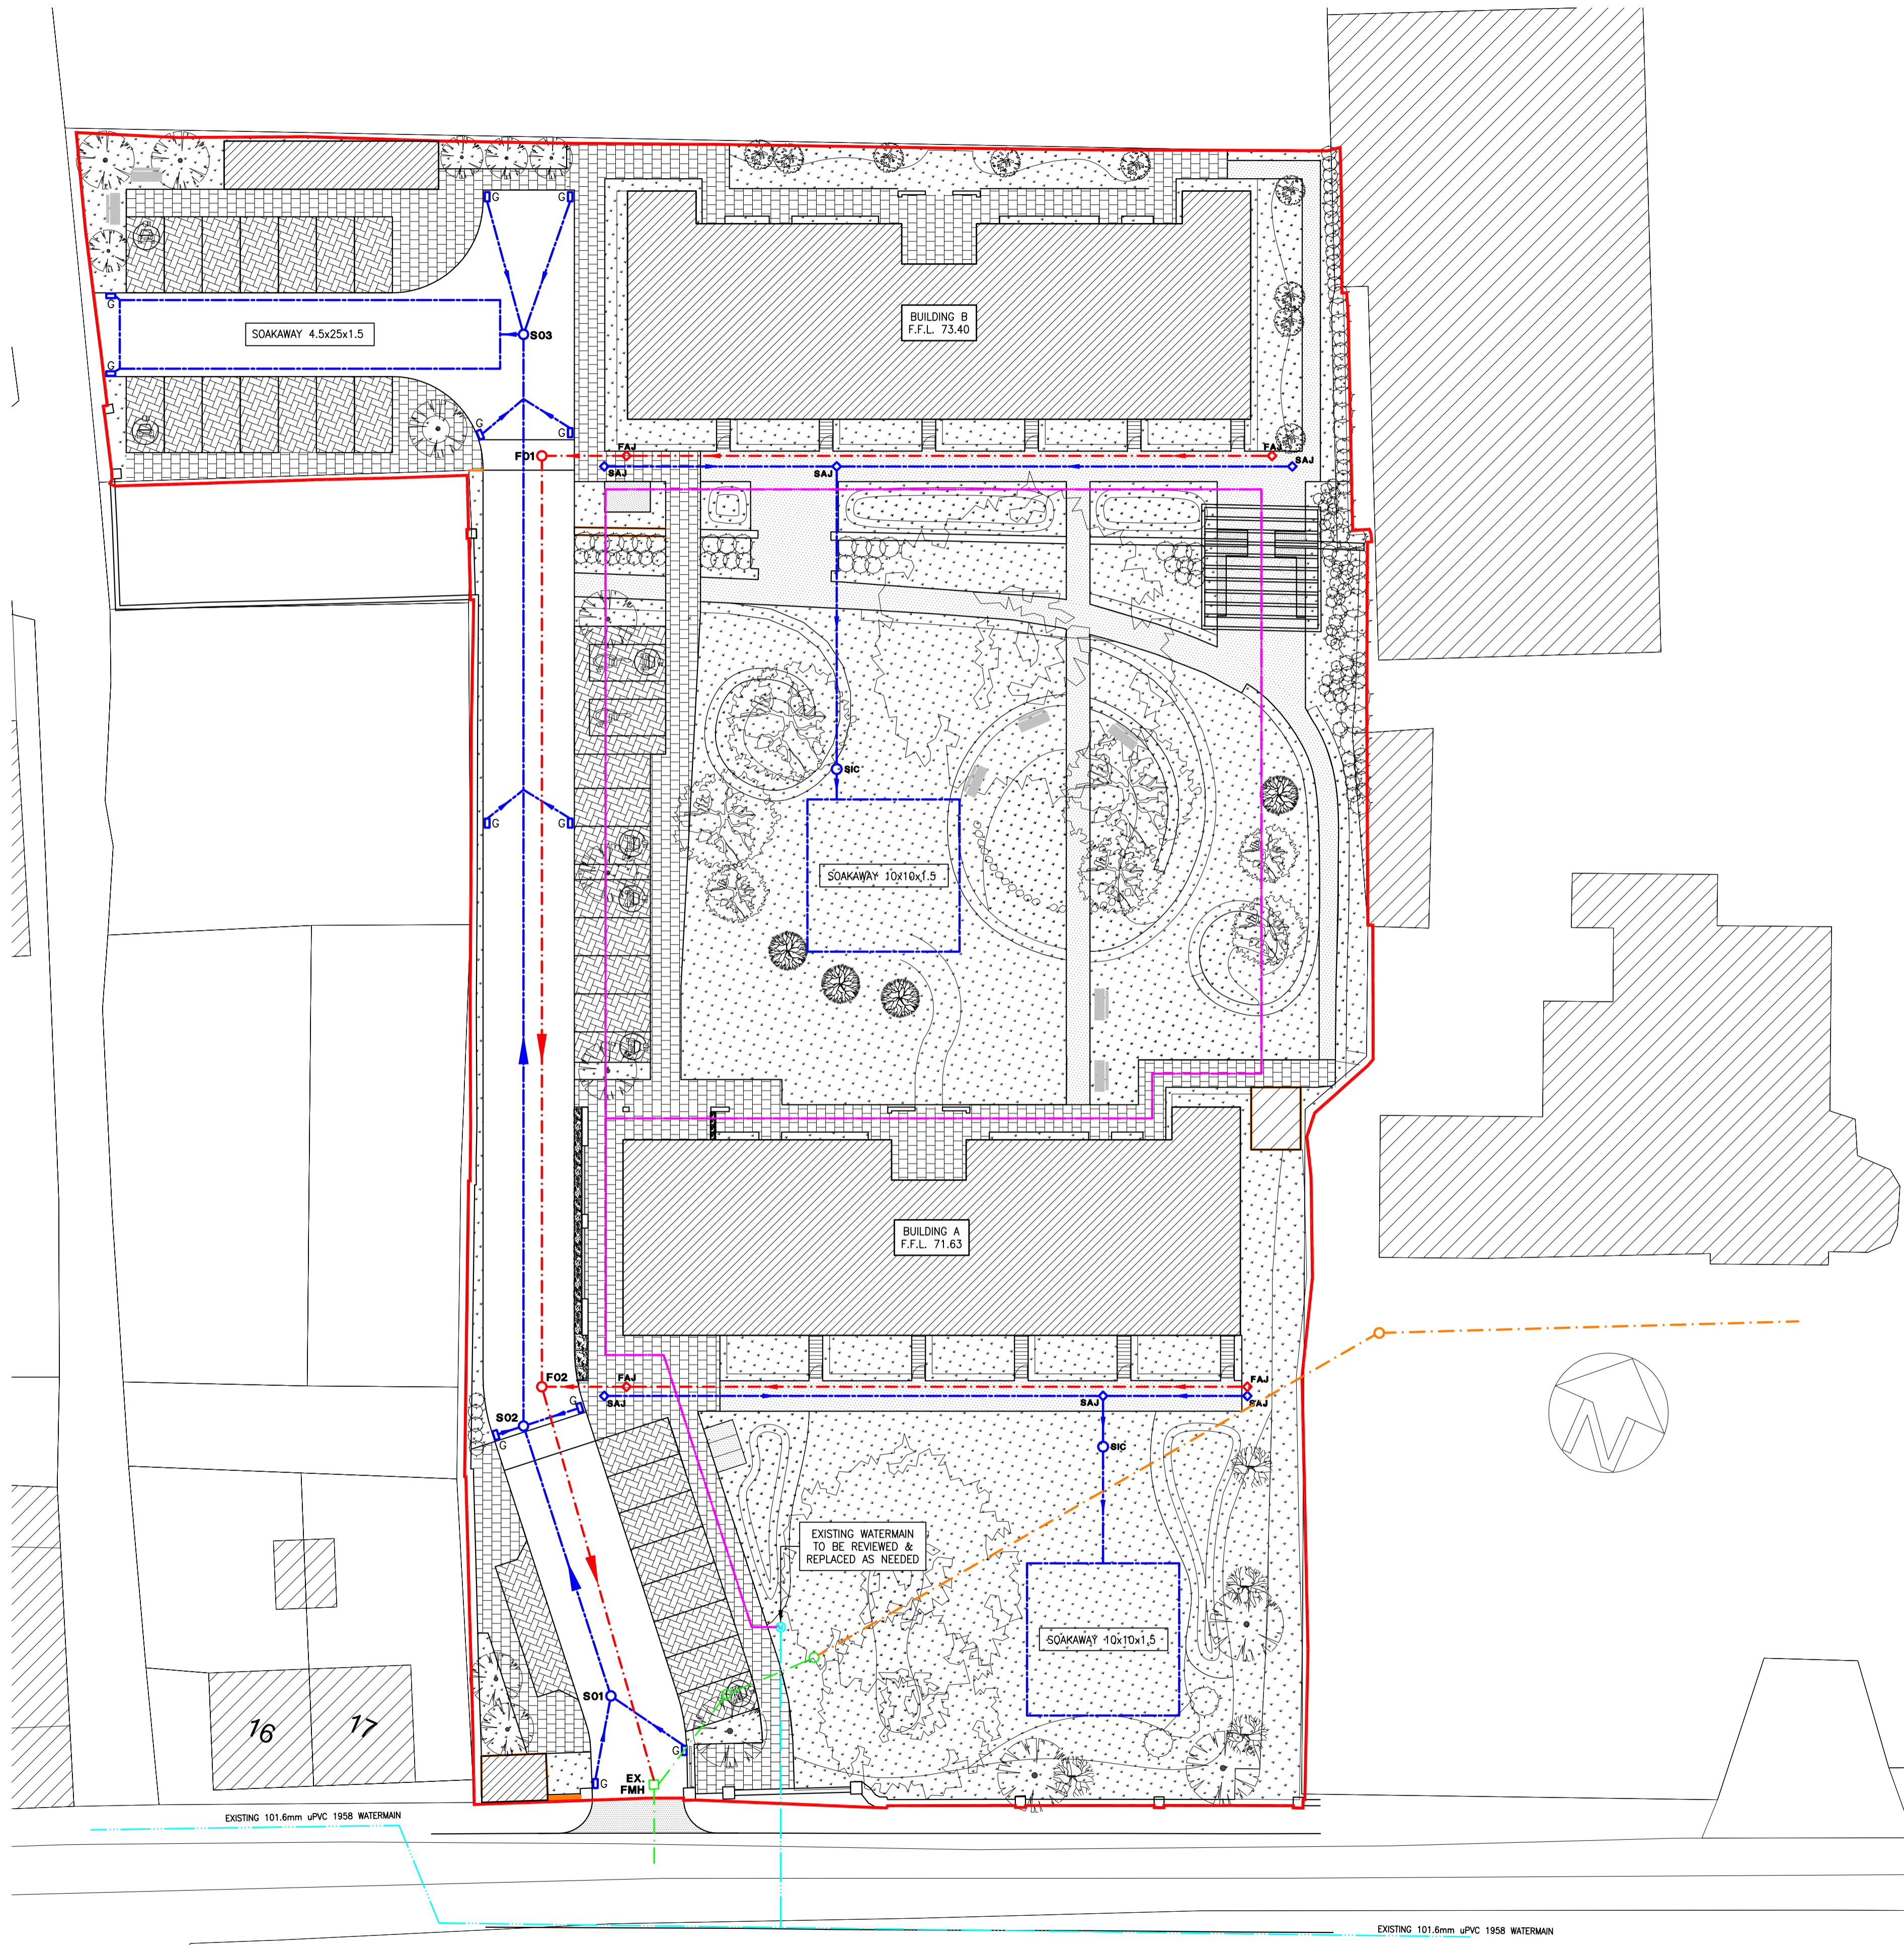 G
G
G
SOAKAWAY 4.5x25x1.5
S03
BUILDING B
F.F.L. 73.40
G
G
G
F01
FAJ
FAJ
SAJ
SAJ
SAJ
SIC
G
G
SOAKAWAY 10x10x1.5
BUILDING A
F.F.L. 71.63
F02
FAJ
FAJ
SAJ
SAJ
SAJ
S02
G
G
SIC
EXISTING WATERMAIN
TO BE REVIEWED &
REPLACED AS NEEDED
SOAKAWAY 10x10x1.5
S01
16
17
G
G
EX.
FMH
EXISTING 101.6mm uPVC 1958 WATERMAIN
EXISTING 101.6mm uPVC 1958 WATERMAIN